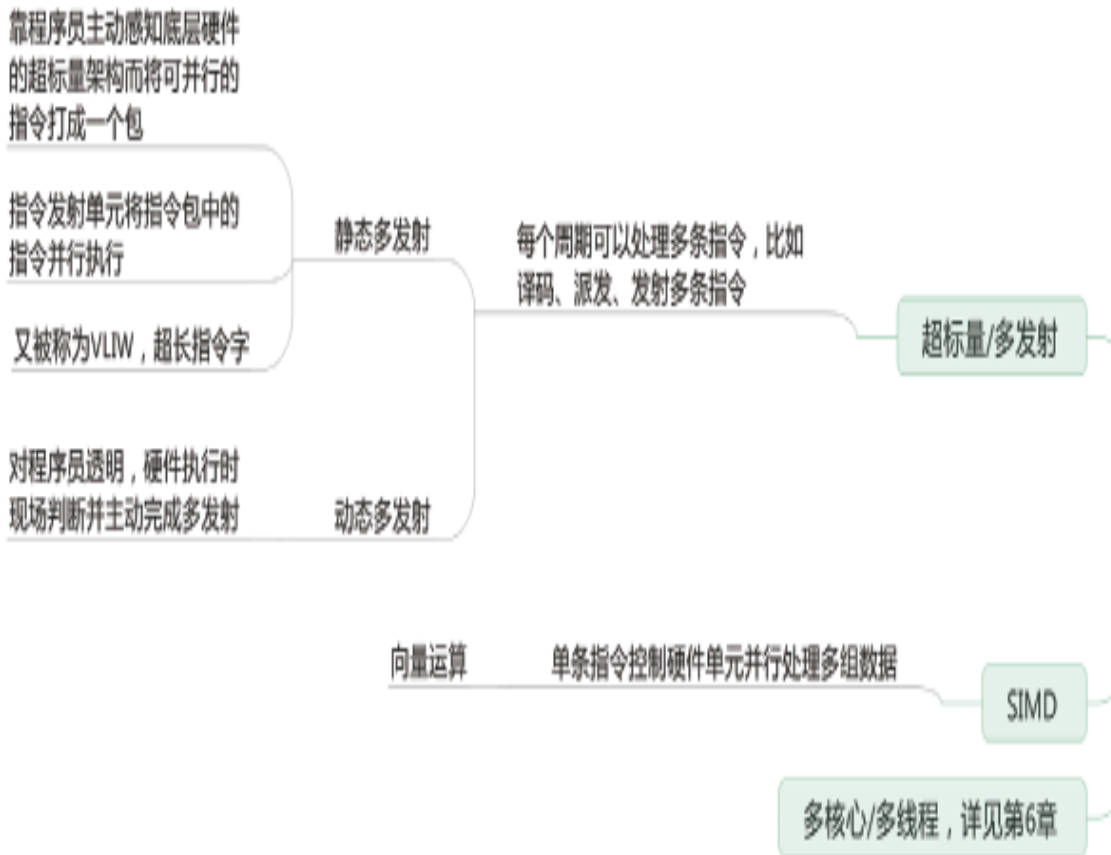 靠程序员主动感知底层硬件
的超标量架构而将可并行的
指令打成一个包
指令发射单元将指令包中的
指令并行执行
又被称为VLIW，超长指令字
静态多发射
每个周期可以处理多条指令，比如
译码、派发、发射多条指令
超标量/多发射
对程序员透明，硬件执行时
现场判断并主动完成多发射
动态多发射
向量运算
单条指令控制硬件单元并行处理多组数据
SIMD
多核心/多线程，详见第6章